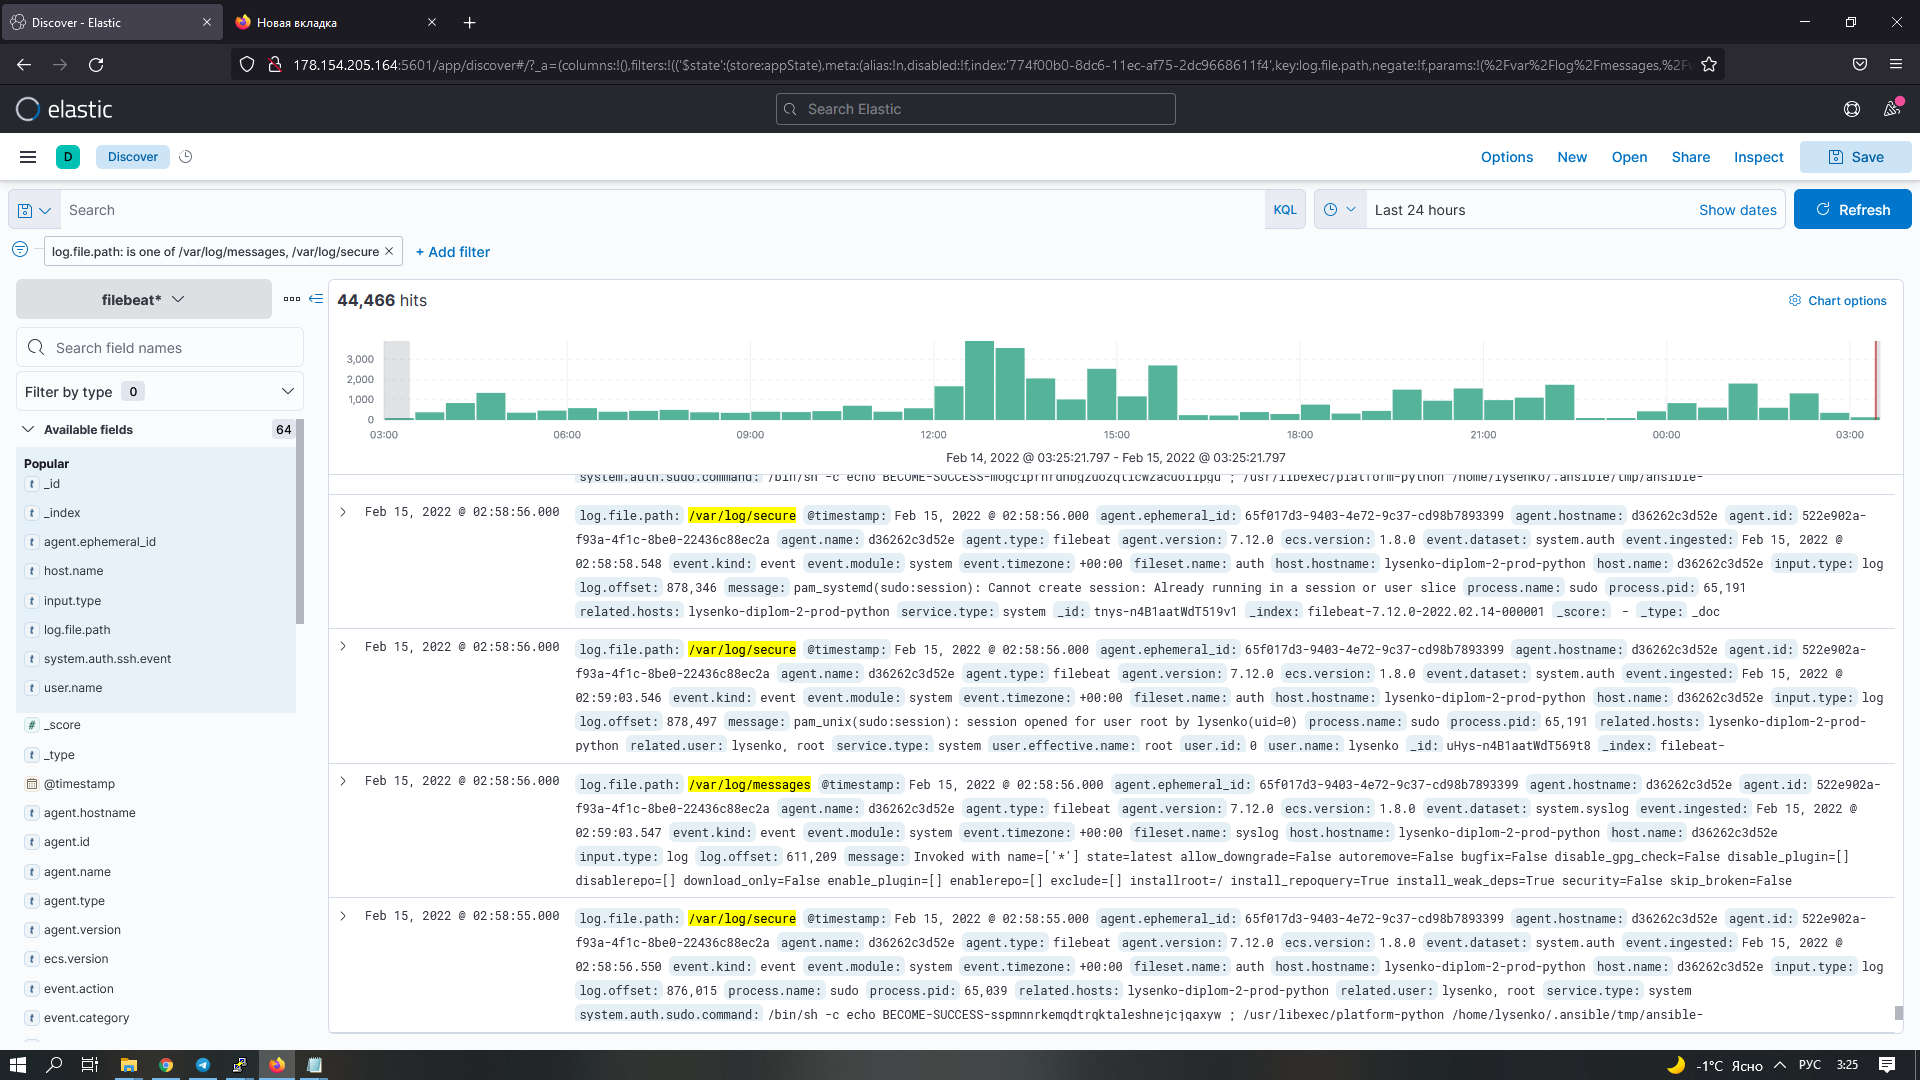 Discover - Elastic
Новая вкладка
178.154.205.164:5601/app/discover#/?_a=(columns:!(),filters:!(('$state':(store:appState),meta:(alias:!n,disabled:!f,index:'774f00b0-8dc6-11ec-af75-2dc9668611f4',key:log.file.path,negate:!f,params:!(%2Fvar%2Flog%2Fmessages,%2Fv
elastic
Search Elastic
D
Discover
Options
New
Open
Share
Inspect
Save
Search
KQL
Last 24 hours
Show dates
Refresh
log.file.path: is one of /var/log/messages, /var/log/secure
+ Add filter
filebeat*
Search field names
Filter by type 0
Available fields 64
Popular
t _id
t _index
t agent.ephemeral_id
t host.name
t input.type
t log.file.path
t system.auth.ssh.event
t user.name
# _score
t _type
@timestamp
t agent.hostname
t agent.id
t agent.name
t agent.type
t agent.version
t ecs.version
t event.action
t event.category
44,466 hits
Chart options
3,000
2,000
1,000
0
03:00 06:00 09:00 12:00 15:00 18:00 21:00 00:00 03:00
Feb 14, 2022 @ 03:25:21.797 - Feb 15, 2022 @ 03:25:21.797
system.auth.sudo.command: /bin/sh -c echo ; /usr/libexec/platform-python /home/lysenko/.ansible/tmp/ansible-
Feb 15, 2022 @ 02:58:56.000
log.file.path: /var/log/secure @timestamp: Feb 15, 2022 @ 02:58:56.000 agent.ephemeral_id: 65f017d3-9403-4e72-9c37-cd98b7893399 agent.hostname: d36262c3d52e agent.id: 522e902a-
f93a-4f1c-8be0-22436c88ec2a agent.name: d36262c3d52e agent.type: filebeat agent.version: 7.12.0 ecs.version: 1.8.0 event.dataset: system.auth event.ingested: Feb 15, 2022 @
02:58:58.548 event.kind: event event.module: system event.timezone: +00:00 fileset.name: auth host.hostname: lysenko-diplom-2-prod-python host.name: d36262c3d52e input.type: log
log.offset: 878,346 message: pam_systemd(sudo:session): Cannot create session: Already running in a session or user slice process.name: sudo process.pid: 65,191
related.hosts: lysenko-diplom-2-prod-python service.type: system _id: tnys-n4B1aatWdT519v1 _index: filebeat-7.12.0-2022.02.14-000001 _score: - _type: _doc
Feb 15, 2022 @ 02:58:56.000
log.file.path: /var/log/secure @timestamp: Feb 15, 2022 @ 02:58:56.000 agent.ephemeral_id: 65f017d3-9403-4e72-9c37-cd98b7893399 agent.hostname: d36262c3d52e agent.id: 522e902a-
f93a-4f1c-8be0-22436c88ec2a agent.name: d36262c3d52e agent.type: filebeat agent.version: 7.12.0 ecs.version: 1.8.0 event.dataset: system.auth event.ingested: Feb 15, 2022 @
02:59:03.546 event.kind: event event.module: system event.timezone: +00:00 fileset.name: auth host.hostname: lysenko-diplom-2-prod-python host.name: d36262c3d52e input.type: log
log.offset: 878,497 message: pam_unix(sudo:session): session opened for user root by lysenko(uid=0) process.name: sudo process.pid: 65,191 related.hosts: lysenko-diplom-2-prod-
python related.user: lysenko, root service.type: system user.effective.name: root user.id: 0 user.name: lysenko _id: uHys-n4B1aatWdT569t8 _index: filebeat-
Feb 15, 2022 @ 02:58:56.000
log.file.path: /var/log/messages @timestamp: Feb 15, 2022 @ 02:58:56.000 agent.ephemeral_id: 65f017d3-9403-4e72-9c37-cd98b7893399 agent.hostname: d36262c3d52e agent.id: 522e902a-
f93a-4f1c-8be0-22436c88ec2a agent.name: d36262c3d52e agent.type: filebeat agent.version: 7.12.0 ecs.version: 1.8.0 event.dataset: system.syslog event.ingested: Feb 15, 2022 @
02:59:03.547 event.kind: event event.module: system event.timezone: +00:00 fileset.name: syslog host.hostname: lysenko-diplom-2-prod-python host.name: d36262c3d52e
input.type: log log.offset: 611,209 message: Invoked with name=['*'] state=latest allow_downgrade=False autoremove=False bugfix=False disable_gpg_check=False disable_plugin=[]
disablerepo=[] download_only=False enable_plugin=[] enablerepo=[] exclude=[] installroot=/ install_repoquery=True install_weak_deps=True security=False skip_broken=False
Feb 15, 2022 @ 02:58:55.000
log.file.path: /var/log/secure @timestamp: Feb 15, 2022 @ 02:58:55.000 agent.ephemeral_id: 65f017d3-9403-4e72-9c37-cd98b7893399 agent.hostname: d36262c3d52e agent.id: 522e902a-
f93a-4f1c-8be0-22436c88ec2a agent.name: d36262c3d52e agent.type: filebeat agent.version: 7.12.0 ecs.version: 1.8.0 event.dataset: system.auth event.ingested: Feb 15, 2022 @
02:58:56.550 event.kind: event event.module: system event.timezone: +00:00 fileset.name: auth host.hostname: lysenko-diplom-2-prod-python host.name: d36262c3d52e input.type: log
log.offset: 876,015 process.name: sudo process.pid: 65,039 related.hosts: lysenko-diplom-2-prod-python related.user: lysenko, root service.type: system
system.auth.sudo.command: /bin/sh -c echo BECOME-SUCCESS-sspmnnrkemqdtrqktaleshnejcjqaxyw ; /usr/libexec/platform-python /home/lysenko/.ansible/tmp/ansible-
-1°C Ясно
РУС
3:25